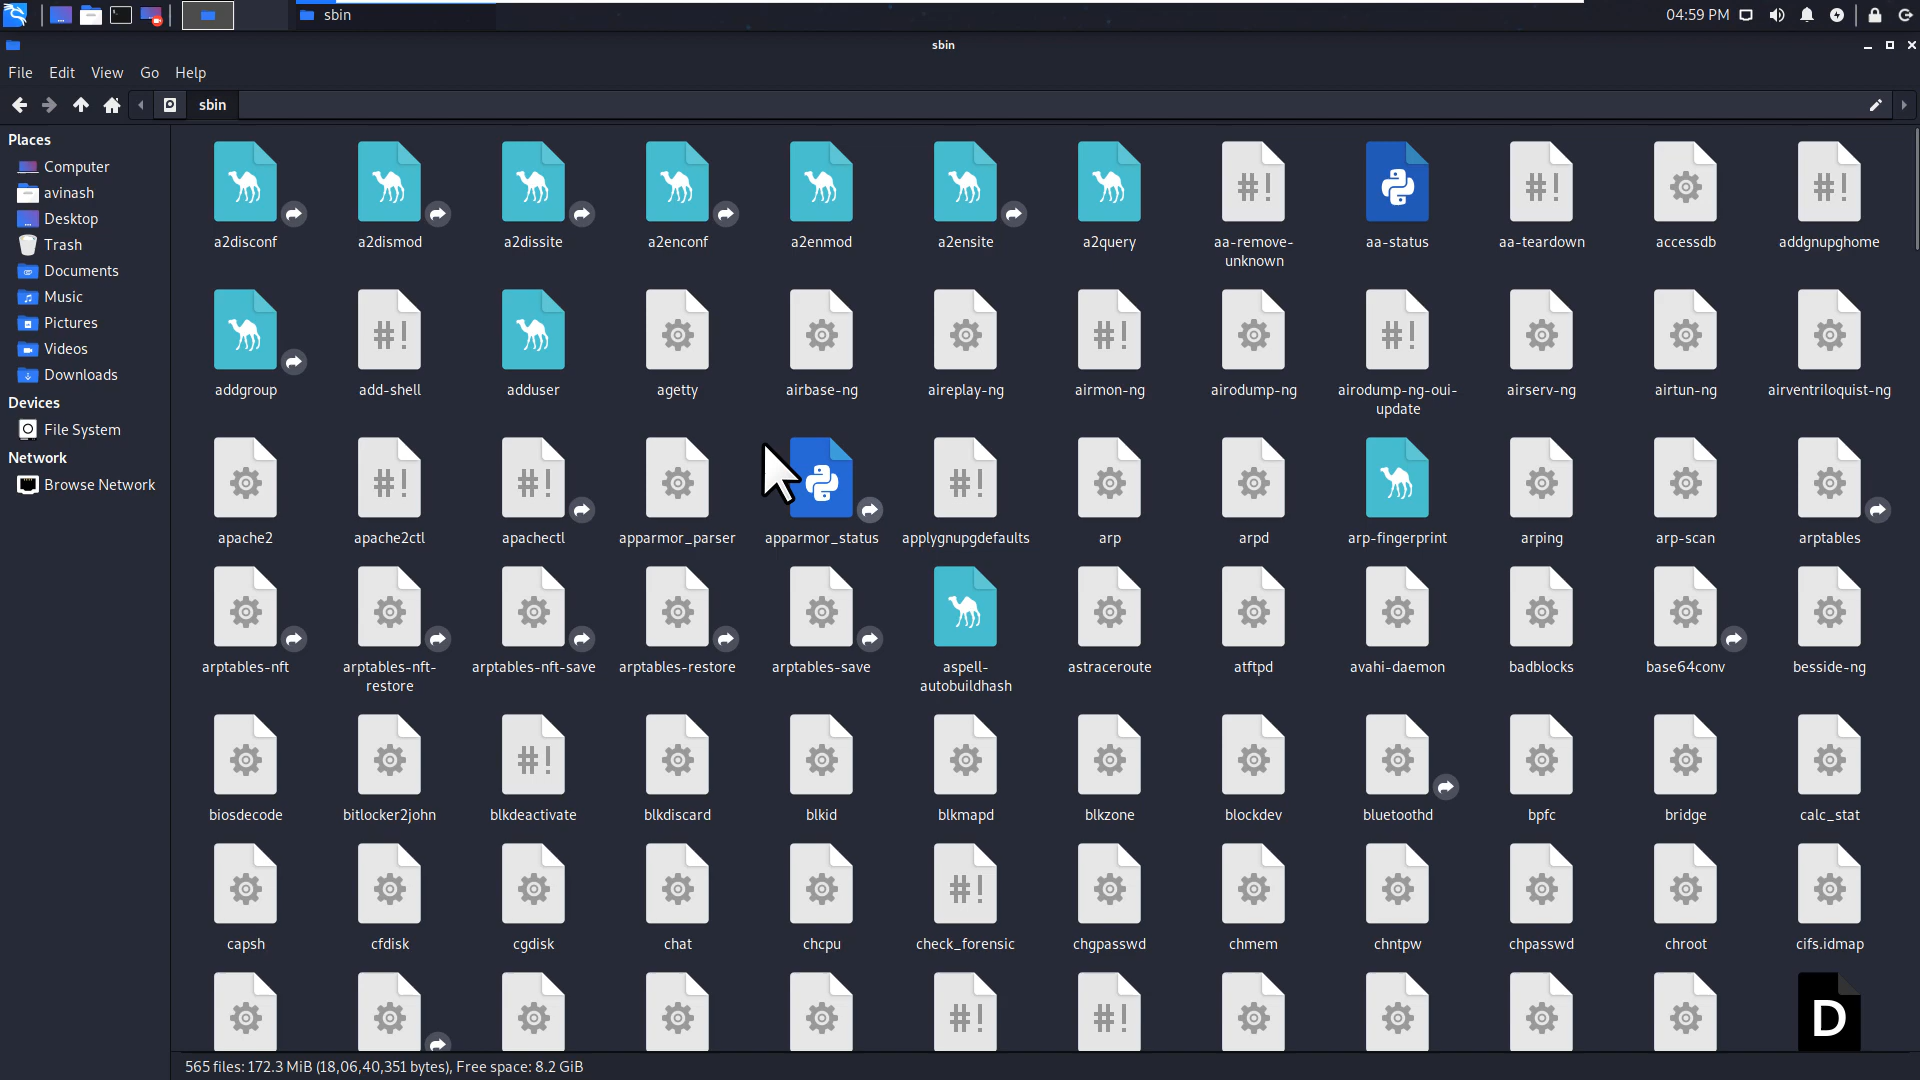 sbin
04:59 PM
sbin
File Edit View Go Help
sbin
Places
Computer
avinash
Desktop
Trash
Documents
Music
Pictures
Videos
Downloads
Devices
File System
Network
Browse Network
a2disconf a2dismod a2dissite a2enconf a2enmod a2ensite a2query aa-remove- aa-status aa-teardown accessdb addgnupghome
unknown
addgroup add-shell adduser agetty airbase-ng aireplay-ng airmon-ng airodump-ng airodump-ng-oui- airserv-ng airtun-ng airventriloquist-ng
update
apache2 apache2ctl apachectl apparmor_parser apparmor_status applygnupgdefaults arp arpd arp-fingerprint arping arp-scan arptables
arptables-nft arptables-nft- arptables-nft-save arptables-restore arptables-save aspell- astraceroute atftpd avahi-daemon badblocks base64conv besside-ng
restore autobuildhash
biosdecode bitlocker2john blkdeactivate blkdiscard blkid blkmapd blkzone blockdev bluetoothd bpfc bridge calc_stat
capsh cfdisk cgdisk chat chcpu check_forensic chgpasswd chmem chntpw chpasswd chroot cifs.idmap
D
565 files: 172.3 MiB (18,06,40,351 bytes), Free space: 8.2 GiB